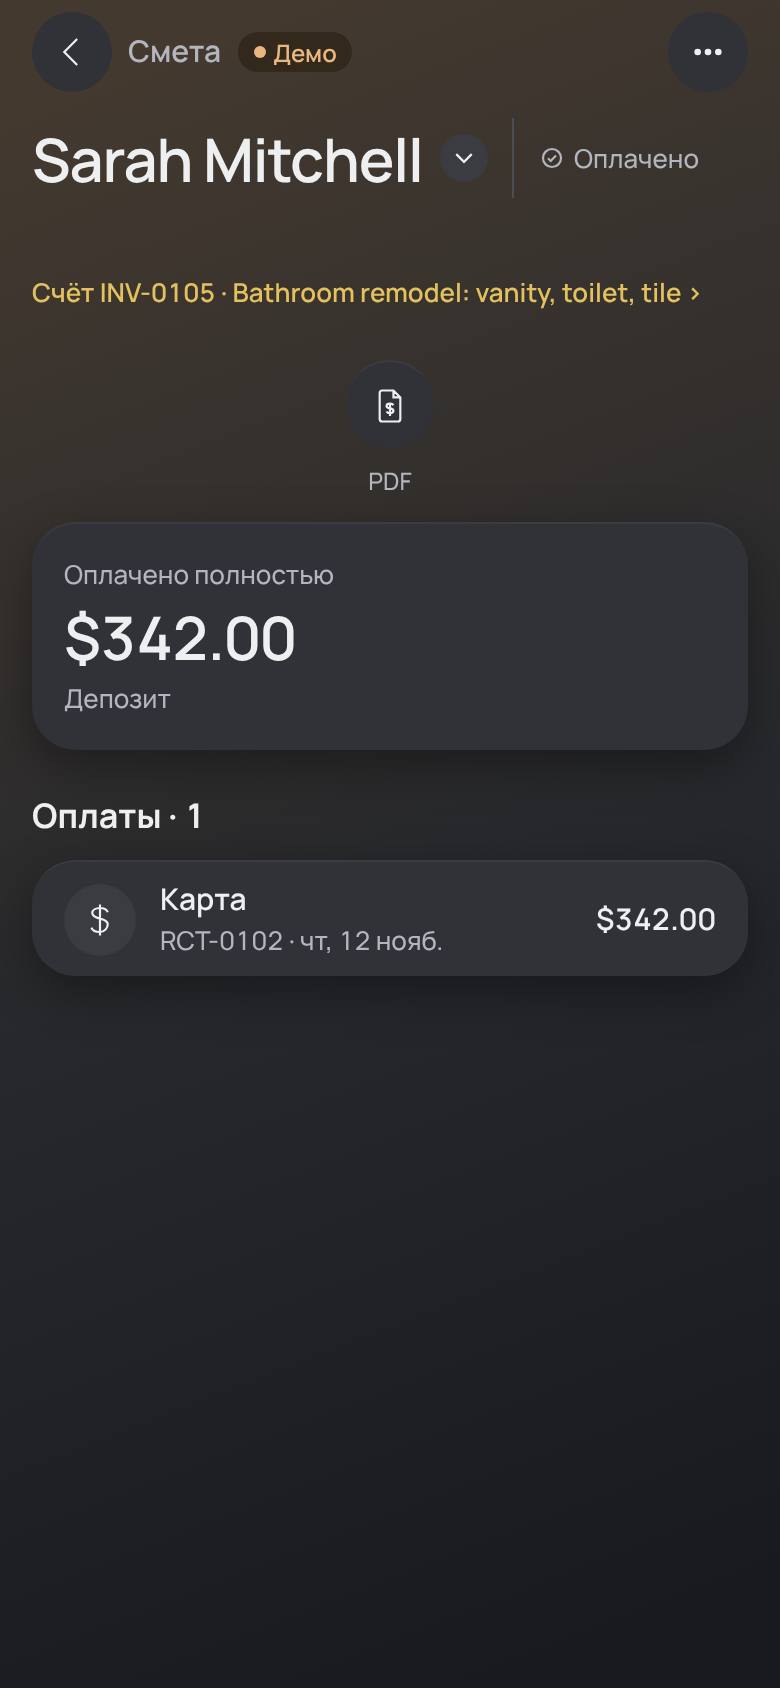 Смета
Демо
Sarah Mitchell
Оплачено
Счёт INV-0105 · Bathroom remodel: vanity, toilet, tile ›
PDF
Оплачено полностью
$342.00
Депозит
Оплаты · 1
Карта
$342.00
RCT-0102 · чт, 12 нояб.